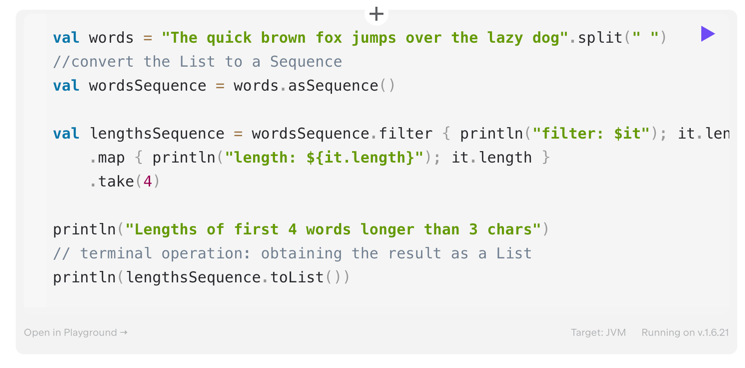 val words = "The quick brown fox jumps over the lazy dog".split(" ")
//convert the List to a Sequence
val wordsSequence = words.asSequence()
val lengthsSequence = wordsSequence.filter { println("filter: $it"); it.len
.map { println("length: ${it.length}"); it.length }
.take(4)
println("Lengths of first 4 words longer than 3 chars")
// terminal operation: obtaining the result as a List
println(lengthsSequence.toList())
Open in Playground →
Target: JVM Running on v.1.6.21